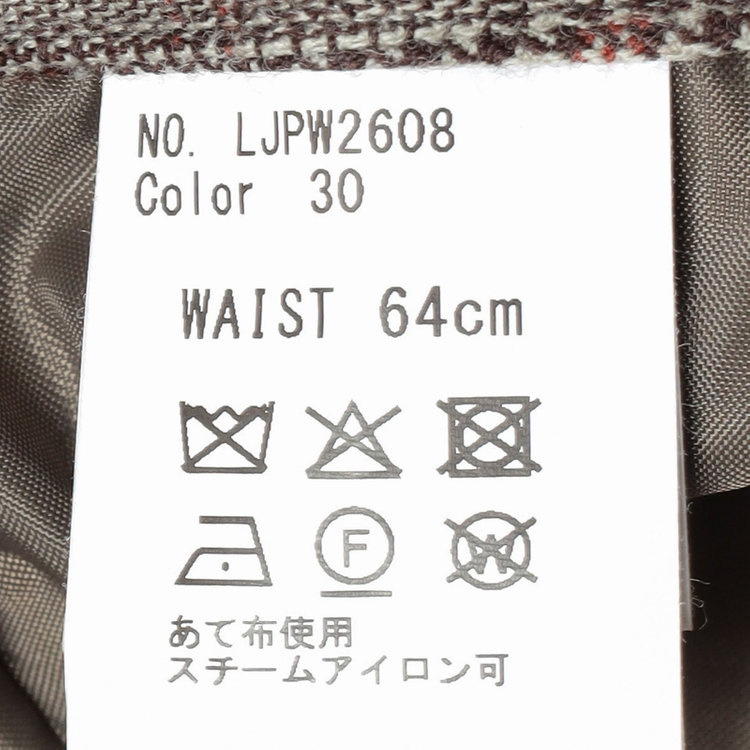 NO. LJPW2608
Color 30
WAIST 64cm
F W
あて布使用
スチームアイロン可